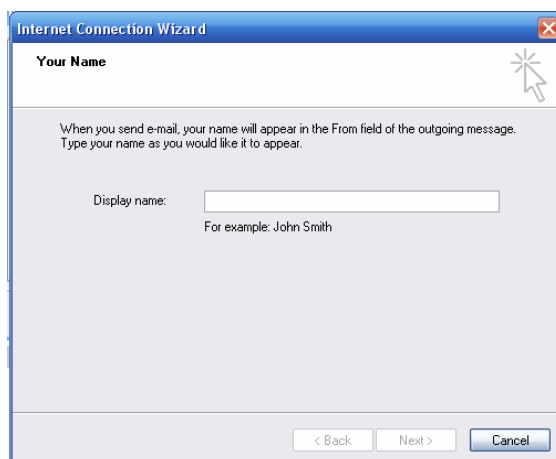 Internet Connection Wizard
Your Name
When you send e-mail, your name will appear in the From field of the outgoing message.
Type your name as you would like it to appear.
Display name:
For example: John Smith
< Back
Next >
Cancel